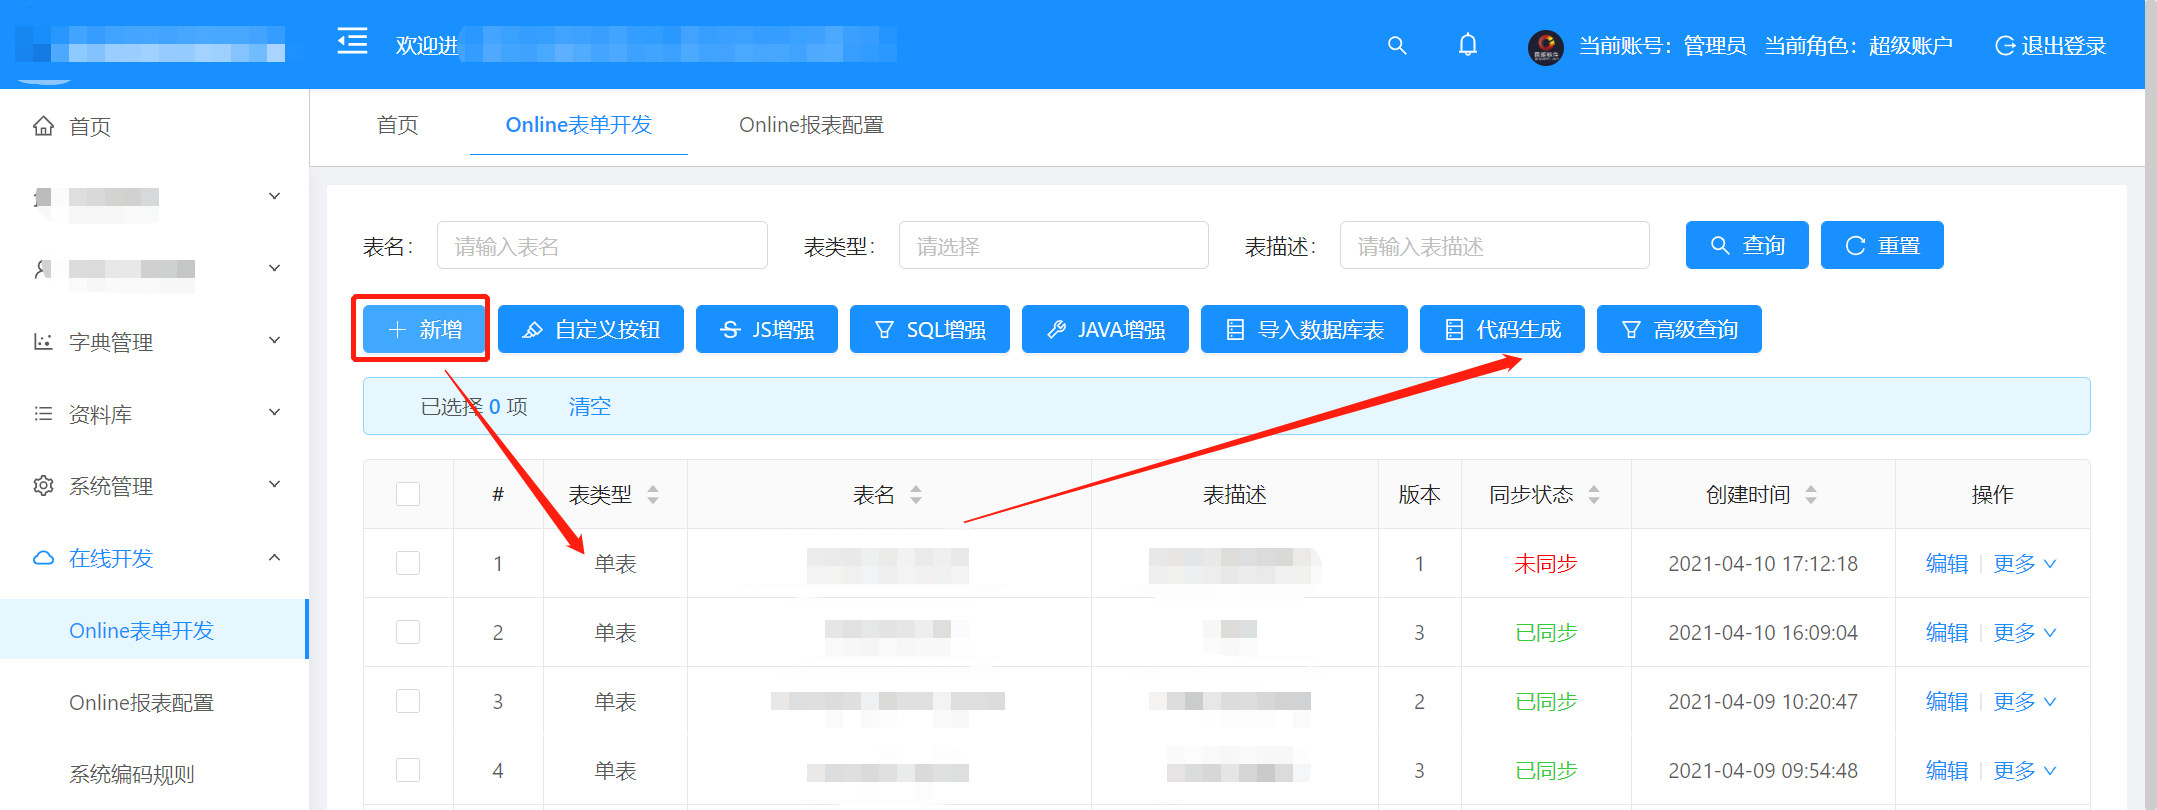 欢迎进
当前账号：管理员 当前角色：超级账户 退出登录
首页
字典管理
资料库
系统管理
在线开发
Online表单开发
Online报表配置
系统编码规则
首页 Online表单开发 Online报表配置
表名： 请输入表名 表类型： 请选择 表描述： 请输入表描述 查询 重置
新增 自定义按钮 JS增强 SQL增强 JAVA增强 导入数据库表 代码生成 高级查询
已选择 0 项 清空
# 表类型 表名 表描述 版本 同步状态 创建时间 操作
1 单表 1 未同步 2021-04-10 17:12:18 编辑 更多
2 单表 3 已同步 2021-04-10 16:09:04 编辑 更多
3 单表 2 已同步 2021-04-09 10:20:47 编辑 更多
4 单表 3 已同步 2021-04-09 09:54:48 编辑 更多